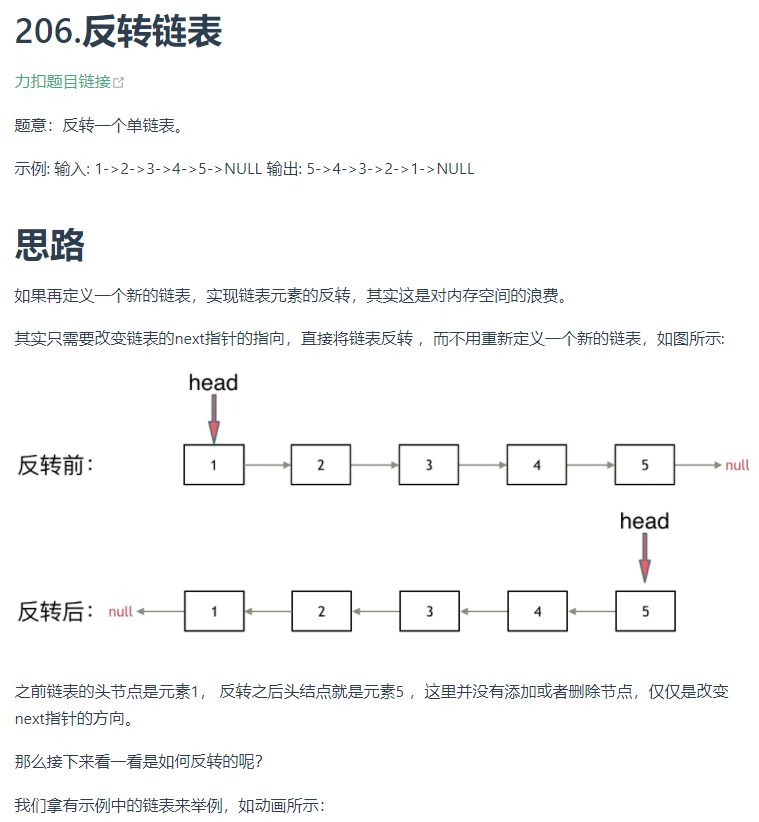 206.反转链表
力扣题目链接
题意：反转一个单链表。
示例: 输入: 1->2->3->4->5->NULL 输出: 5->4->3->2->1->NULL
思路
如果再定义一个新的链表，实现链表元素的反转，其实这是对内存空间的浪费。
其实只需要改变链表的next指针的指向，直接将链表反转 ，而不用重新定义一个新的链表，如图所示:
head
反转前： 1 2 3 4 5 null
head
反转后： null 1 2 3 4 5
之前链表的头节点是元素1， 反转之后头结点就是元素5 ，这里并没有添加或者删除节点，仅仅是改变
next指针的方向。
那么接下来看一看是如何反转的呢？
我们拿有示例中的链表来举例，如动画所示：